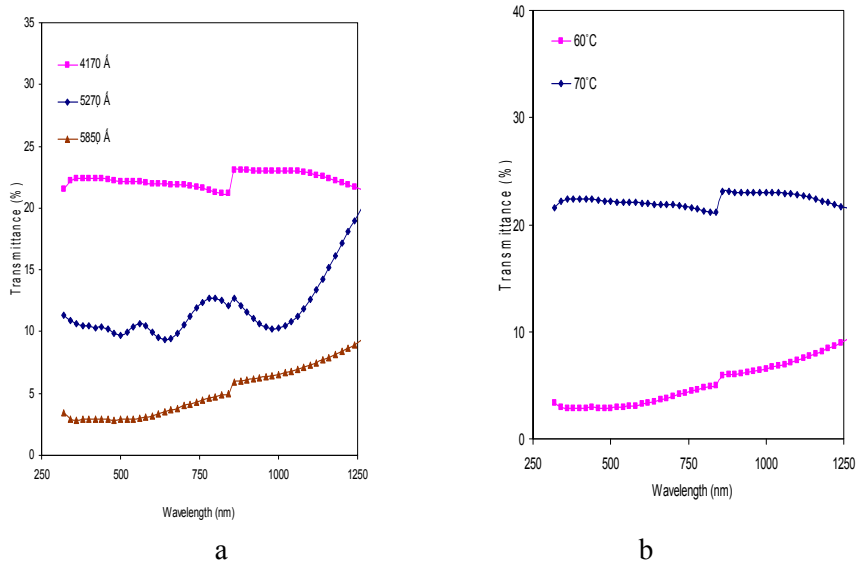 35
30
25
20
15
10
5
0
Transmittance (%)
4170 Å
5270 Å
5850 Å
250 500 750 1000 1250
Wavelength (nm)
a
40
30
20
10
0
Transmittance (%)
60˚C
70˚C
250 500 750 1000 1250
Wavelength (nm)
b